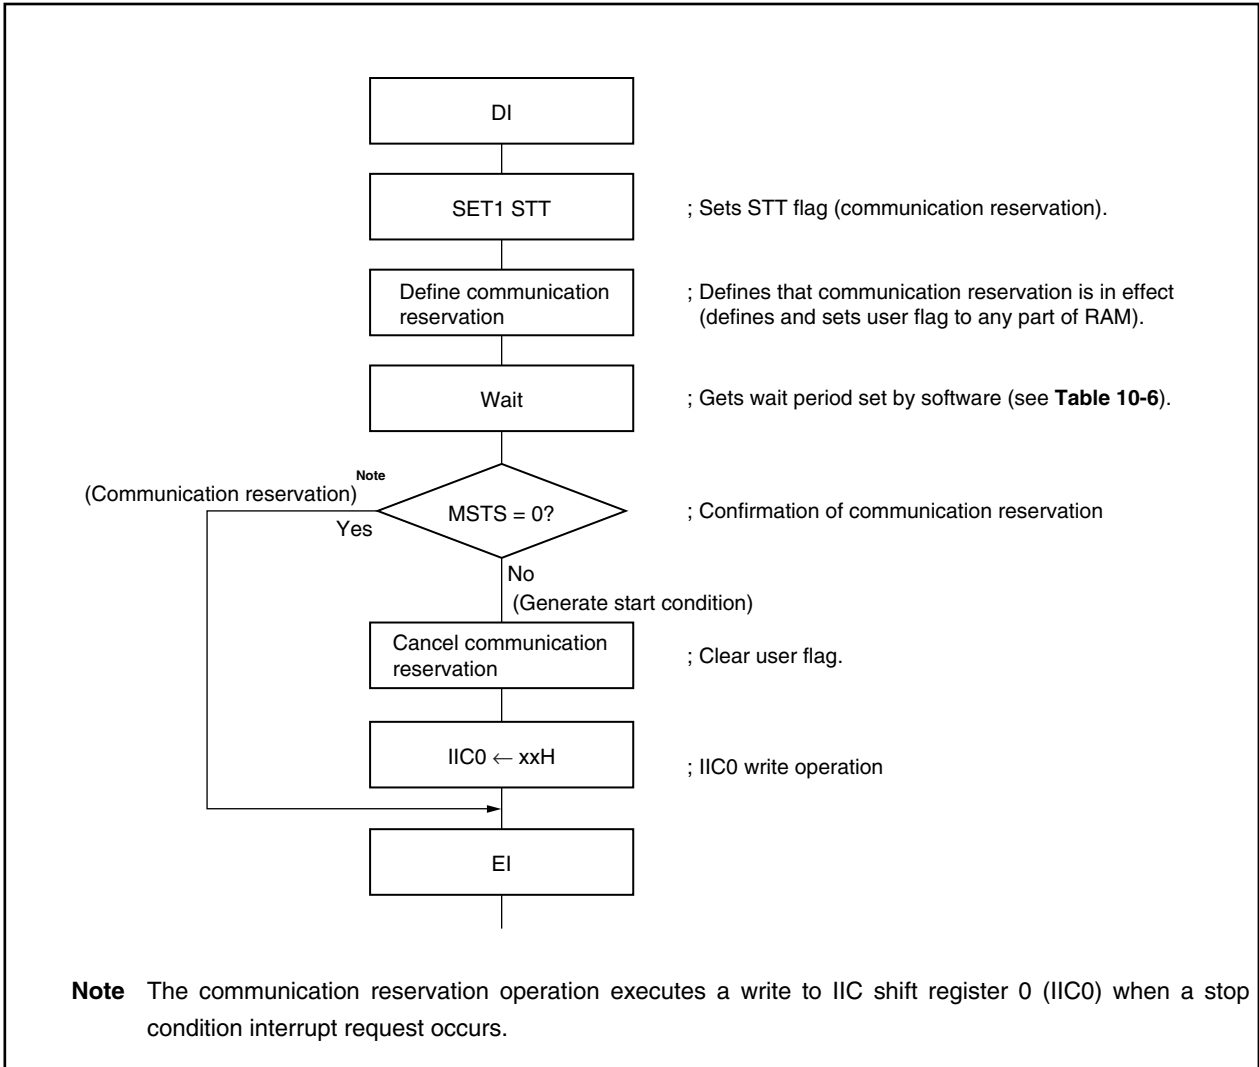 DI
SET1 STT
; Sets STT flag (communication reservation).
Define communication
reservation
; Defines that communication reservation is in effect
(defines and sets user flag to any part of RAM).
Wait
; Gets wait period set by software (see Table 10-6).
(Communication reservation)Note
Yes
MSTS = 0?
; Confirmation of communication reservation
No
(Generate start condition)
Cancel communication
reservation
; Clear user flag.
IIC0 ← xxH
; IIC0 write operation
EI
Note The communication reservation operation executes a write to IIC shift register 0 (IIC0) when a stop
condition interrupt request occurs.